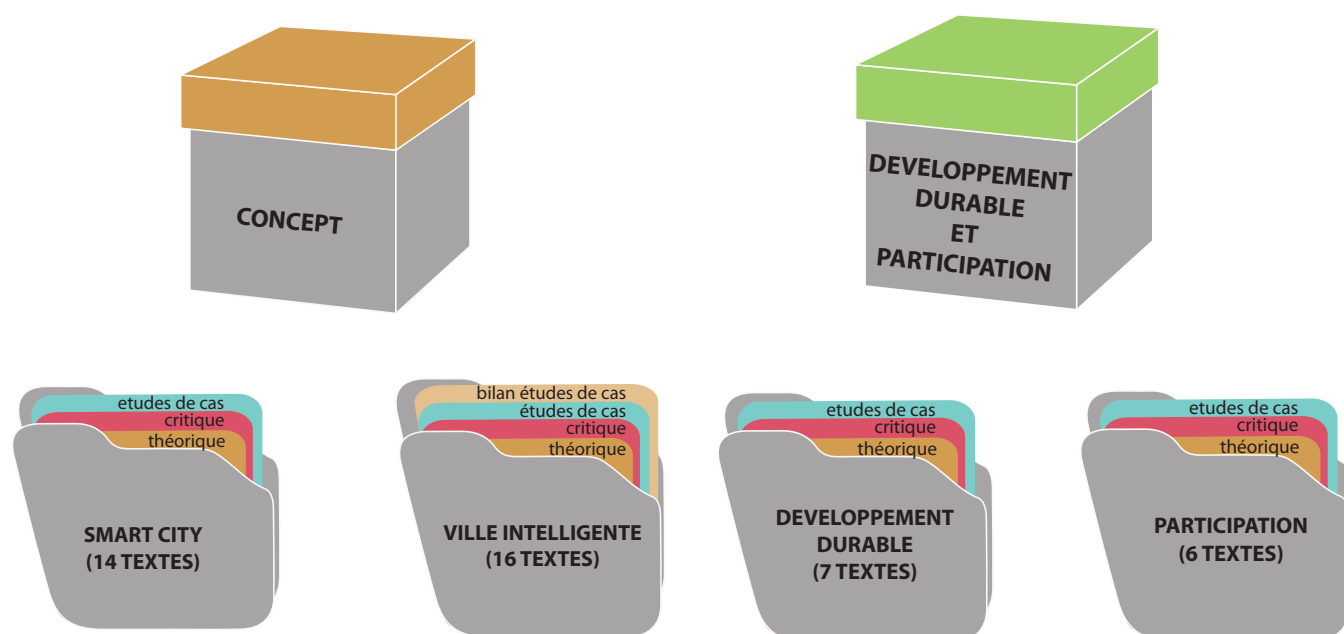 CONCEPT
DEVELOPPEMENT
DURABLE
ET
PARTICIPATION
etudes de cas
critique
théorique
SMART CITY
(14 TEXTES)
bilan études de cas
études de cas
critique
théorique
VILLE INTELLIGENTE
(16 TEXTES)
etudes de cas
critique
théorique
DEVELOPPEMENT
DURABLE
(7 TEXTES)
etudes de cas
critique
théorique
PARTICIPATION
(6 TEXTES)